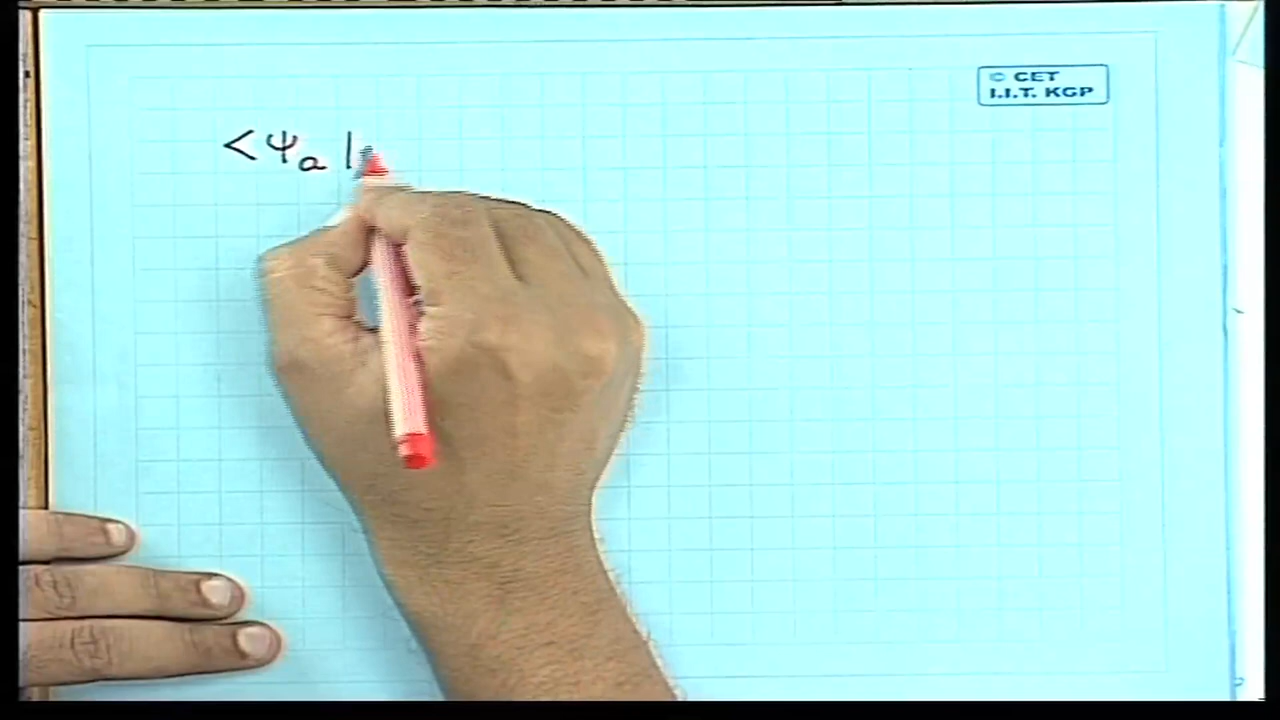 <ψₐ |
© CET
I.I.T. KGP